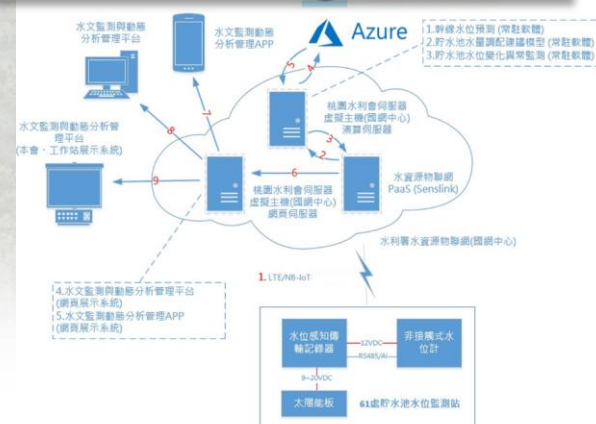 水文監測與動態
分析管理平台
水文監測動態
分析管理APP
Azure
1.幹線水位預測 (常駐軟體)
2.貯水池水量調配建議模型 (常駐軟體)
3.貯水池水位變化異常監測 (常駐軟體)
5
4
桃園水利會伺服器
虛擬主機(國網中心)
演算伺服器
7
8
3
2
水文監測與動態分析管
理平台
(本會、工作站展示系統)
9
6
桃園水利會伺服器
虛擬主機(國網中心)
網頁伺服器
水資源物聯網
PaaS (Senslink)
水利署水資源物聯網(國網中心)
4.水文監測與動態分析管理平台
(網頁展示系統)
5.水文監測動態分析管理APP
(網頁展示系統)
1. LTE/NB-IoT
水位感知傳
輸記錄器
12VDC
RS485/AI
非接觸式水
位計
9~20VDC
太陽能板
61處貯水池水位監測站